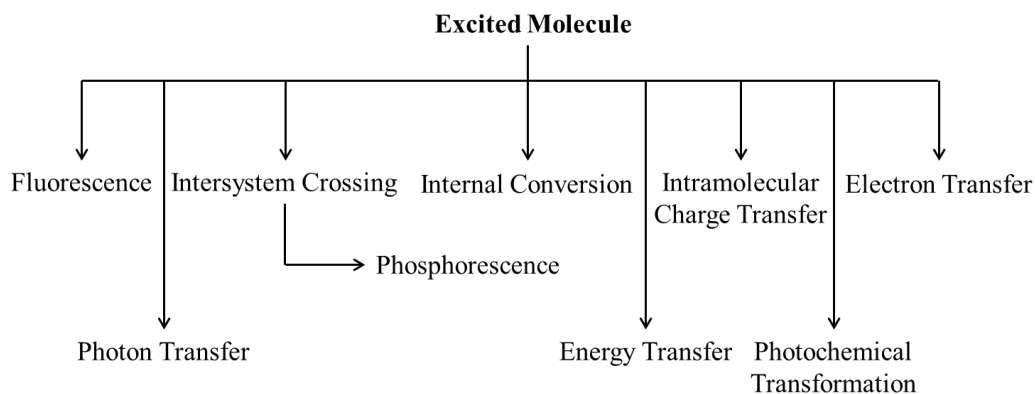 Excited Molecule
Fluorescence
Intersystem Crossing
Internal Conversion
Intramolecular
Charge Transfer
Electron Transfer
Phosphorescence
Photon Transfer
Energy Transfer
Photochemical
Transformation